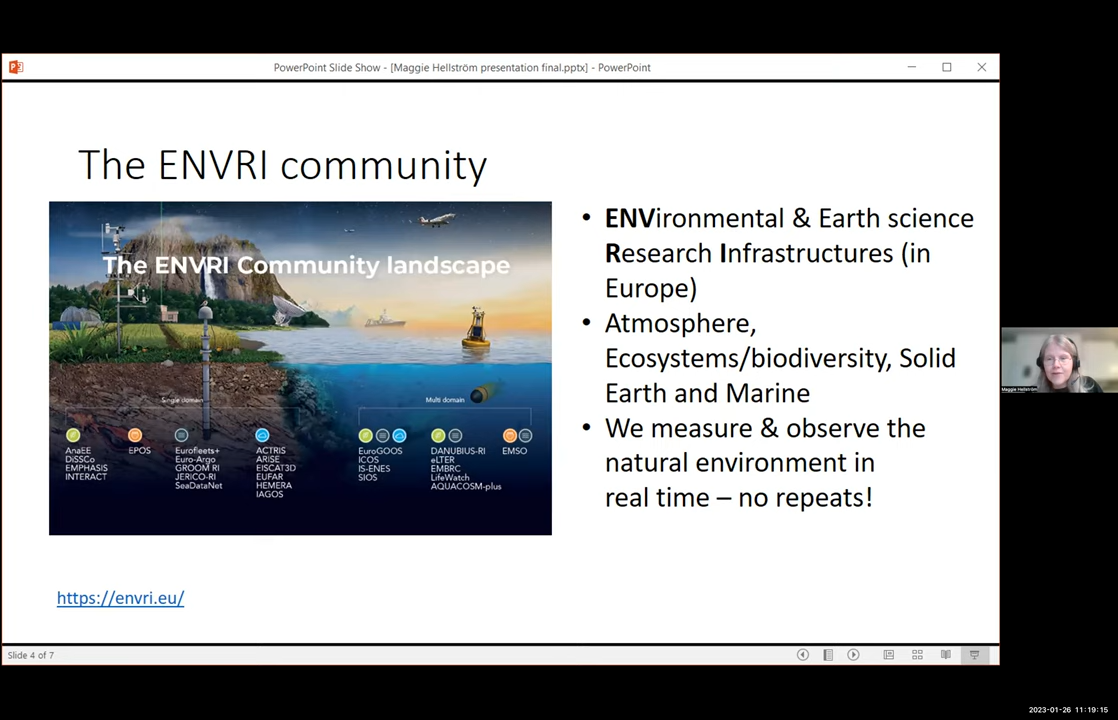 PowerPoint Slide Show - [Maggie Hellström presentation final.pptx] - PowerPoint
The ENVRI community
The ENVRI Community landscape
Single domain
Multi domain
AnaEE
DiSSCo
EMPHASIS
INTERACT
EPOS
Eurofleets+
Euro-Argo
GROOM RI
JERICO-RI
SeaDataNet
ACTRIS
ARISE
EISCAT3D
EUFAR
HEMERA
IAGOS
EuroGOOS
ICOS
IS-ENES
SIOS
DANUBIUS-RI
eLTER
EMBRC
LifeWatch
AQUACOSM-plus
EMSO
• ENVironmental & Earth science
Research Infrastructures (in
Europe)
• Atmosphere,
Ecosystems/biodiversity, Solid
Earth and Marine
• We measure & observe the
natural environment in
real time – no repeats!
https://envri.eu/
Maggie Hellström
Slide 4 of 7
2023-01-26 11:19:15